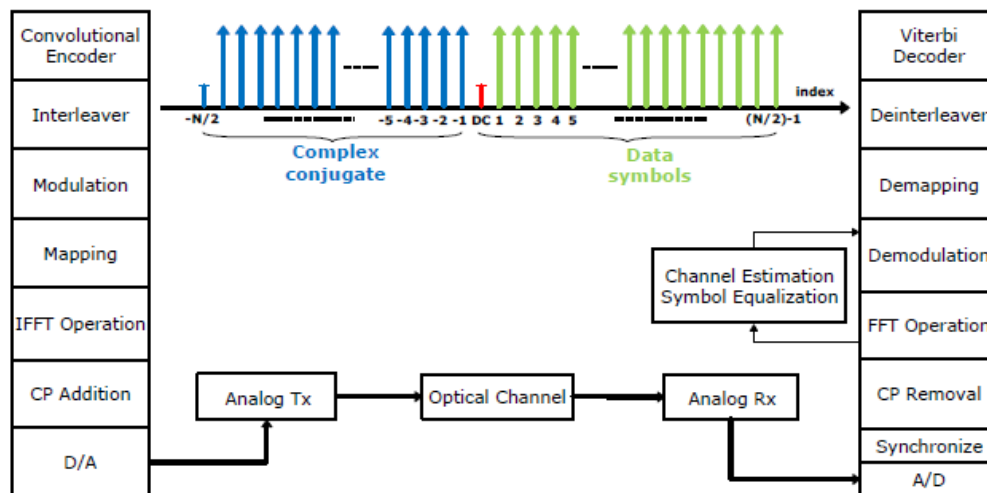 Convolutional
Encoder
Interleaver
Modulation
Mapping
IFFT Operation
CP Addition
D/A
index
-N/2
-5 -4 -3 -2 -1 DC 1 2 3 4 5
(N/2)-1
Complex
conjugate
Data
symbols
Channel Estimation
Symbol Equalization
Analog Tx
Optical Channel
Analog Rx
Viterbi
Decoder
Deinterleaver
Demapping
Demodulation
FFT Operation
CP Removal
Synchronize
A/D